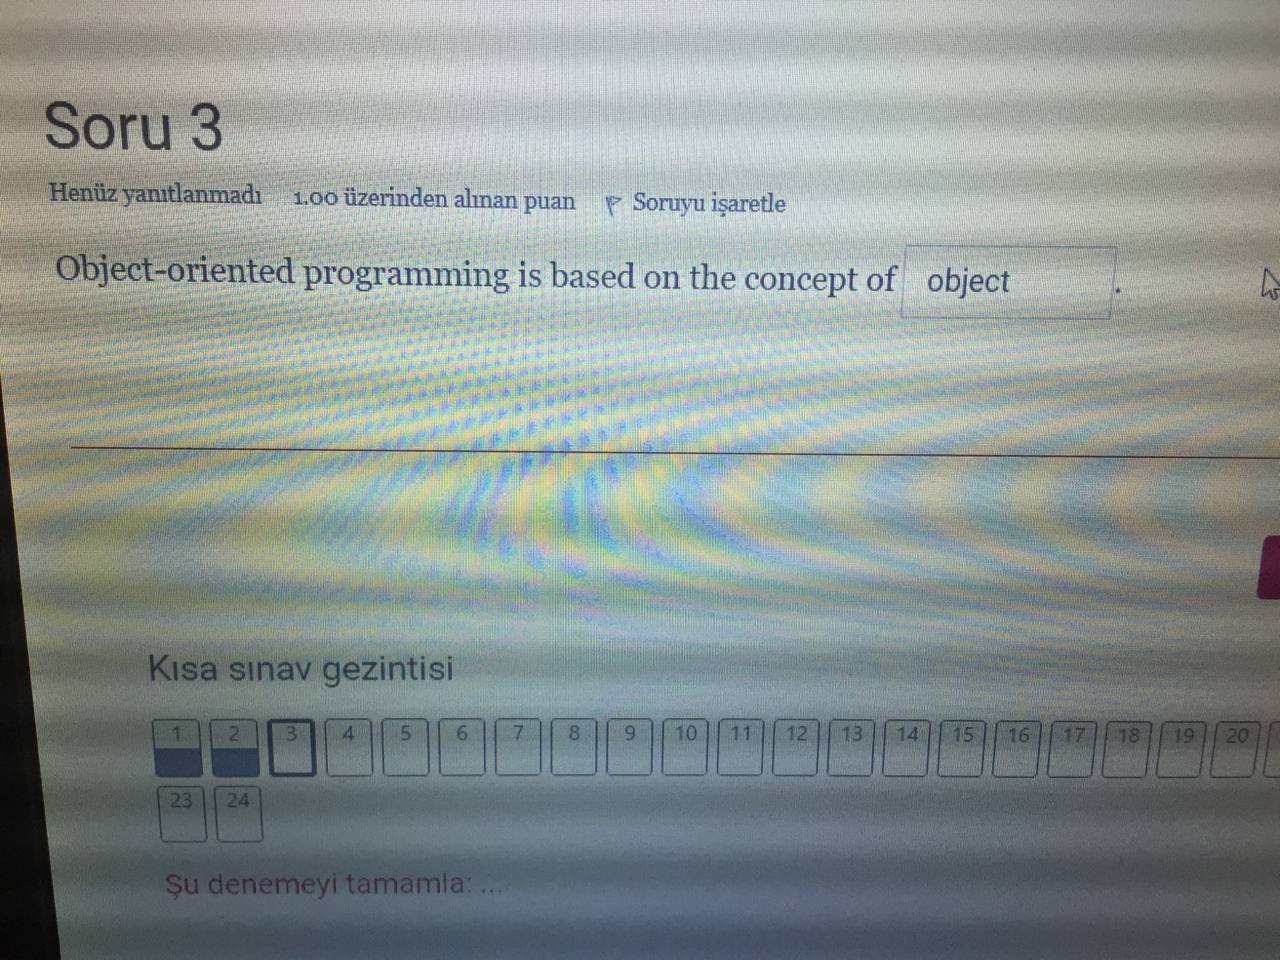 Soru 3
Henüz yanıtlanmadı 1.00 üzerinden alınan puan Soruyu işaretle
Object-oriented programming is based on the concept of object .
Kısa sınav gezintisi
1 2 3 4 5 6 7 8 9 10 11 12 13 14 15 16 17 18 19 20
23 24
Şu denemeyi tamamla: ...